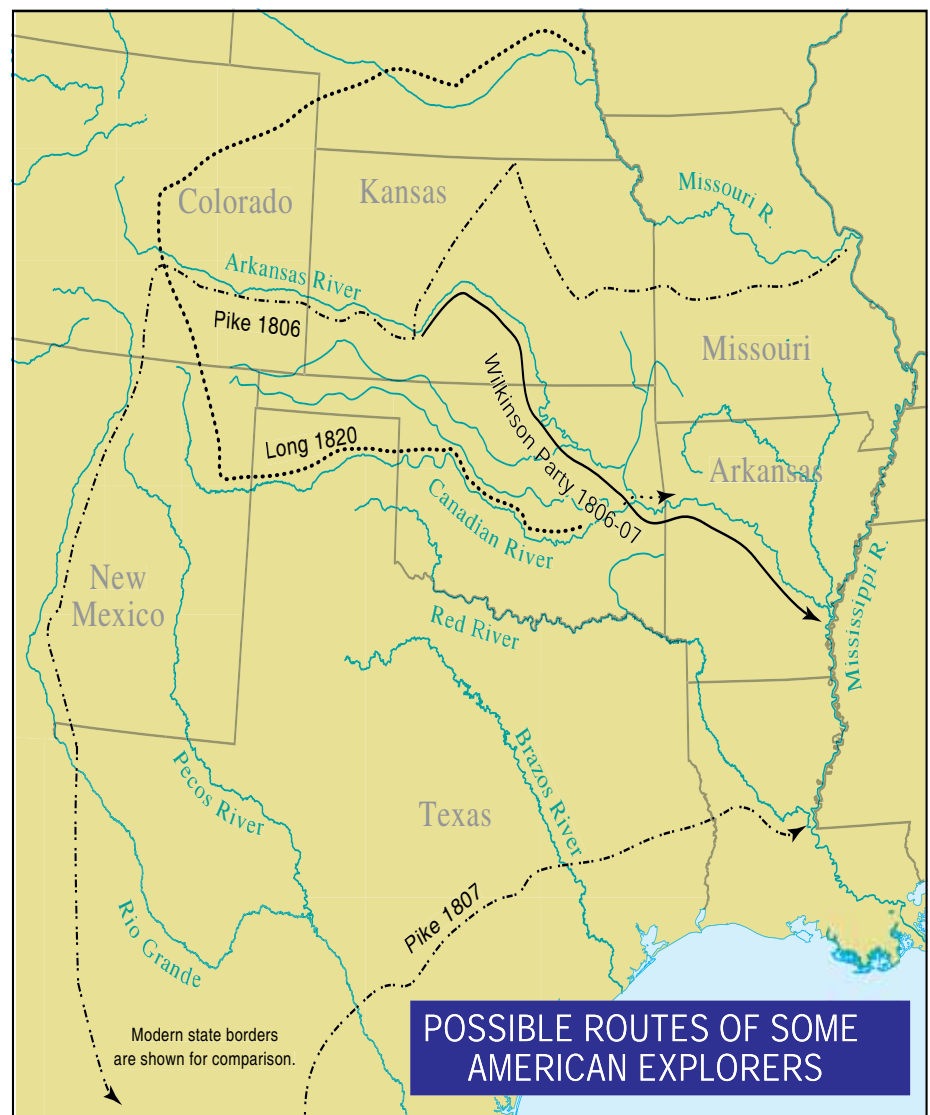 Missouri R.
Colorado
Kansas
Arkansas River
Pike 1806
Missouri
Wilkinson Party 1806-07
Long 1820
Arkansas
Canadian River
New
Mexico
Red River
Mississippi R.
Pecos River
Brazos River
Texas
Pike 1807
Rio Grande
Modern state borders
are shown for comparison.
POSSIBLE ROUTES OF SOME
AMERICAN EXPLORERS